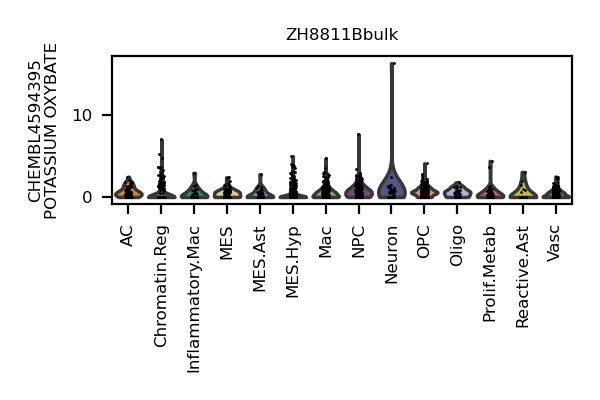 ZH8811Bbulk
CHEMBL4594395
POTASSIUM OXYBATE
10
0
AC
Chromatin.Reg
Inflammatory.Mac
MES
MES.Ast
MES.Hyp
Mac
NPC
Neuron
OPC
Oligo
Prolif.Metab
Reactive.Ast
Vasc